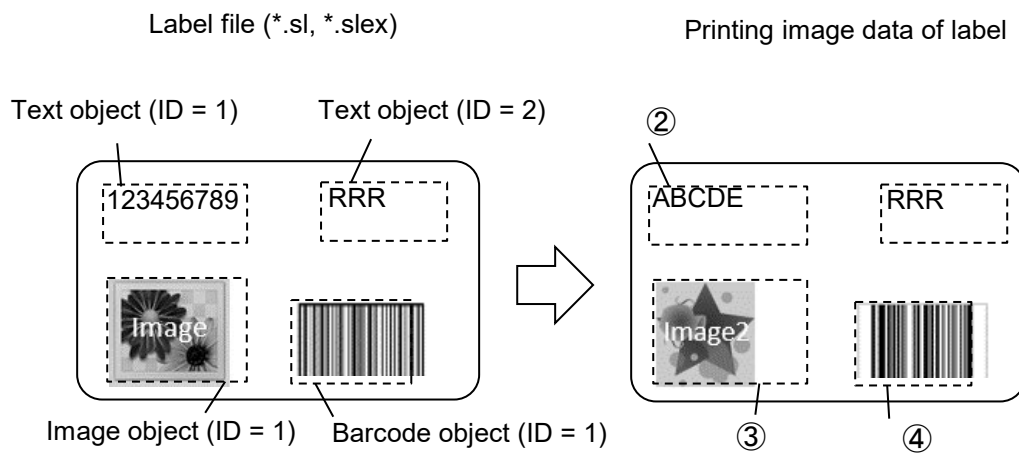 Label file (*.sl, *.slex)
Printing image data of label
Text object (ID = 1)
Text object (ID = 2)
②
123456789
RRR
ABCDE
RRR
Image
Image2
Image object (ID = 1)
Barcode object (ID = 1)
③
④